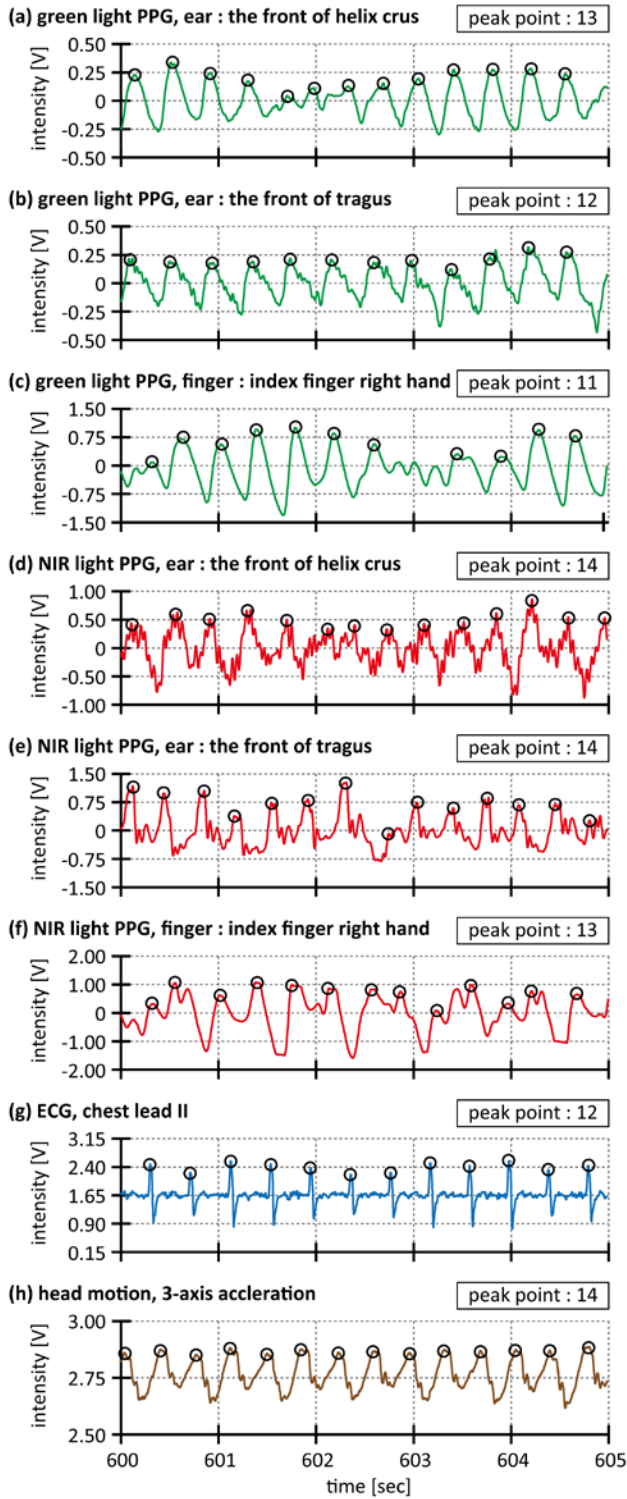 (a) green light PPG, ear : the front of helix crus
peak point : 13
0.50
0.25
0
-0.25
-0.50
intensity [V]
(b) green light PPG, ear : the front of tragus
peak point : 12
0.50
0.25
0
-0.25
-0.50
intensity [V]
(c) green light PPG, finger : index finger right hand
peak point : 11
1.50
0.75
0
-0.75
-1.50
intensity [V]
(d) NIR light PPG, ear : the front of helix crus
peak point : 14
1.00
0.50
0
-0.50
-1.00
intensity [V]
(e) NIR light PPG, ear : the front of tragus
peak point : 14
1.50
0.75
0
-0.75
-1.50
intensity [V]
(f) NIR light PPG, finger : index finger right hand
peak point : 13
2.00
1.00
0
-1.00
-2.00
intensity [V]
(g) ECG, chest lead II
peak point : 12
3.15
2.40
1.65
0.90
0.15
intensity [V]
(h) head motion, 3-axis accleration
peak point : 14
3.00
2.75
2.50
intensity [V]
600 601 602 603 604 605
time [sec]